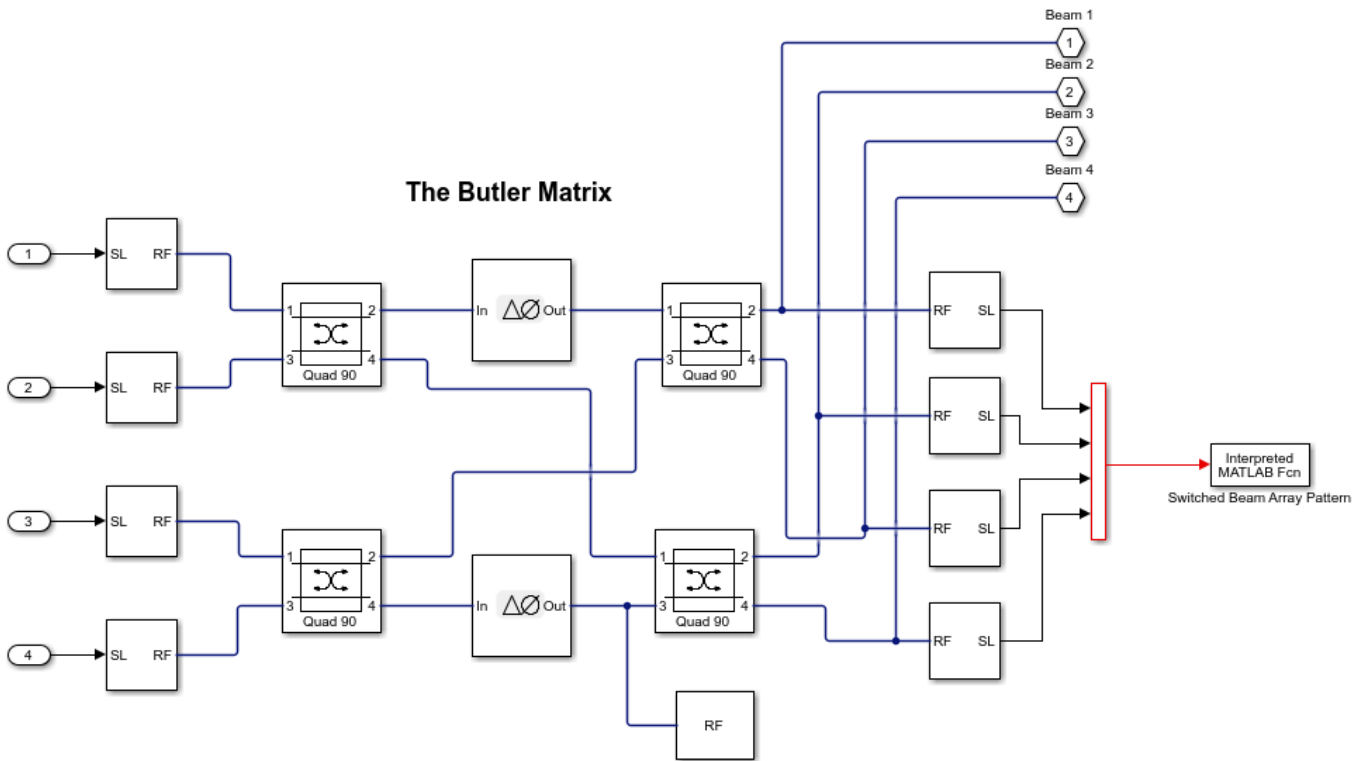 Beam 1
1
Beam 2
2
Beam 3
3
Beam 4
4
The Butler Matrix
1
SL RF
1 2
3 4
Quad 90
In ΔØ Out
1 2
3 4
Quad 90
RF SL
2
SL RF
RF SL
Interpreted
MATLAB Fcn
Switched Beam Array Pattern
3
SL RF
RF SL
1 2
3 4
Quad 90
In ΔØ Out
1 2
3 4
Quad 90
4
SL RF
RF SL
RF